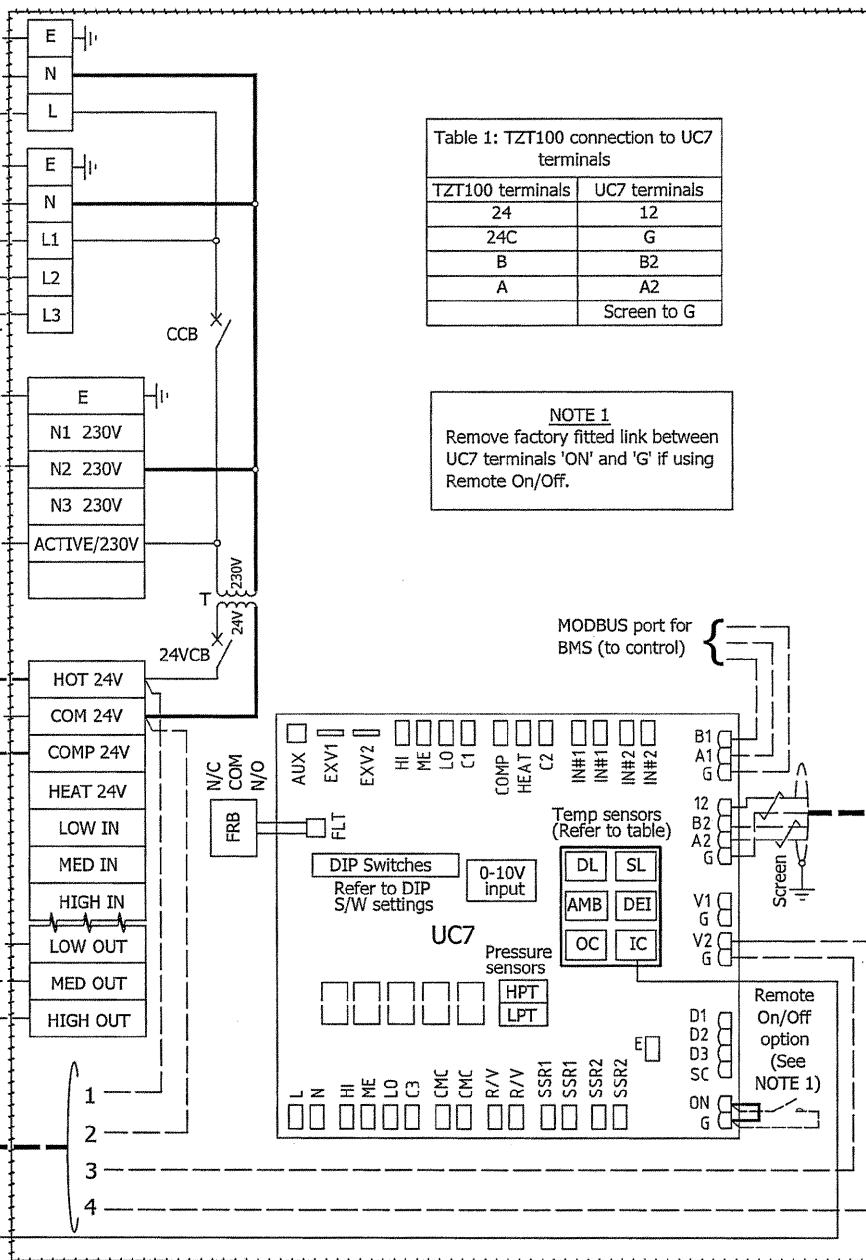 E
N
L
E
N
L1
L2
L3
CCB
Table 1: TZT100 connection to UC7
terminals
TZT100 terminals UC7 terminals
24 12
24C G
B B2
A A2
Screen to G
NOTE 1
Remove factory fitted link between
UC7 terminals 'ON' and 'G' if using
Remote On/Off.
E
N1 230V
N2 230V
N3 230V
ACTIVE/230V
T
230V
24V
24VCB
HOT 24V
COM 24V
COMP 24V
HEAT 24V
LOW IN
MED IN
HIGH IN
LOW OUT
MED OUT
HIGH OUT
1
2
3
4
N/C
COM
N/O
FRB
FLT
MODBUS port for
BMS (to control)
AUX
EXV1
EXV2
HI
ME
LO
C1
COMP
HEAT
C2
IN#1
IN#1
IN#2
IN#2
B1
A1
G
12
B2
A2
G
Screen
V1
G
V2
G
D1
D2
D3
SC
ON
G
Temp sensors
(Refer to table)
DL SL
AMB DEI
OC IC
DIP Switches
Refer to DIP
S/W settings
0-10V
input
UC7
Pressure
sensors
HPT
LPT
E
Remote
On/Off
option
(See
NOTE 1)
L
N
HI
ME
LO
C3
CMC
CMC
R/V
R/V
SSR1
SSR1
SSR2
SSR2